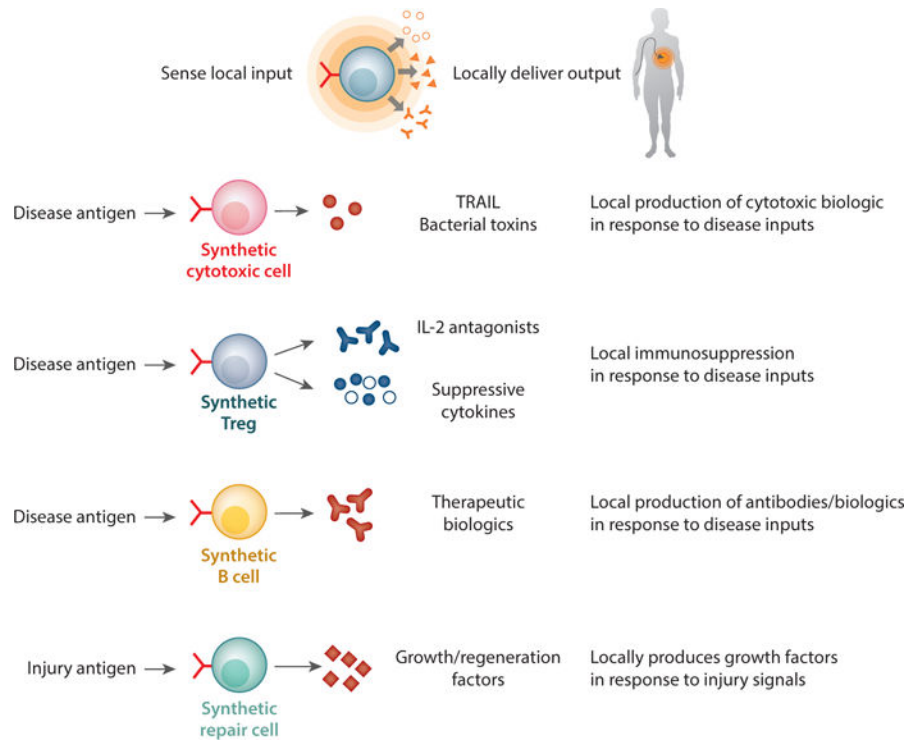 Sense local input
Locally deliver output
Disease antigen
Synthetic
cytotoxic cell
TRAIL
Bacterial toxins
Local production of cytotoxic biologic
in response to disease inputs
Disease antigen
Synthetic
Treg
IL-2 antagonists
Suppressive
cytokines
Local immunosuppression
in response to disease inputs
Disease antigen
Synthetic
B cell
Therapeutic
biologics
Local production of antibodies/biologics
in response to disease inputs
Injury antigen
Synthetic
repair cell
Growth/regeneration
factors
Locally produces growth factors
in response to injury signals